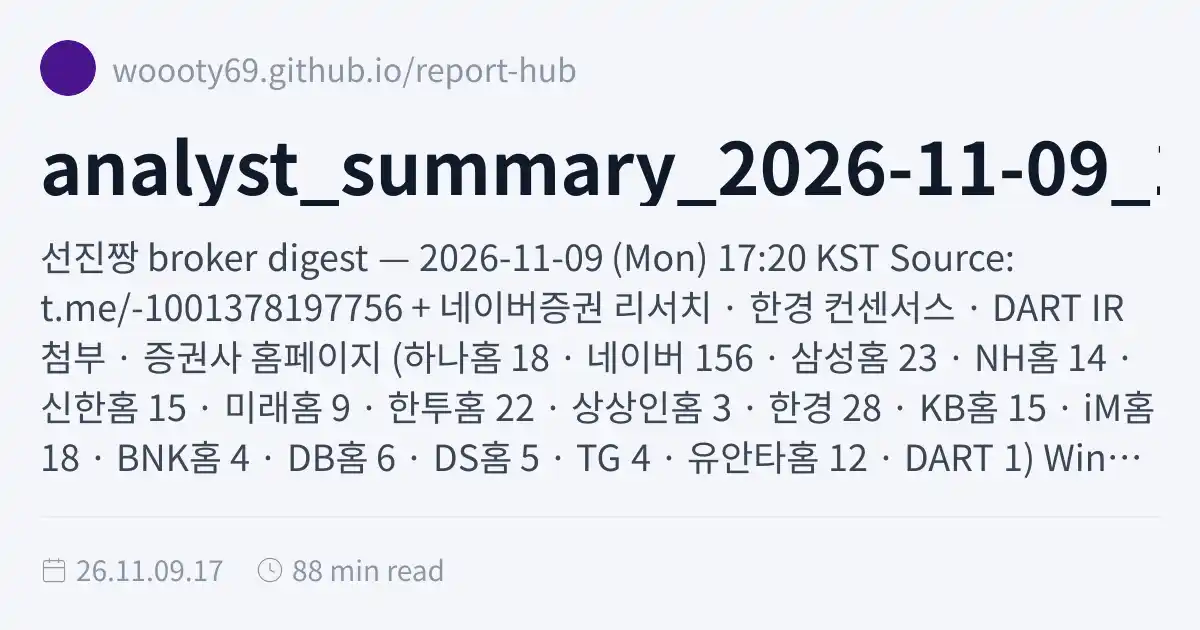 woooty69.github.io/report-hub
analyst_summary_2026-11-09_
선진짱 broker digest — 2026-11-09 (Mon) 17:20 KST Source:
t.me/-1001378197756 + 네이버증권 리서치 · 한경 컨센서스 · DART IR
첨부 · 증권사 홈페이지 (하나홈 18 · 네이버 156 · 삼성홈 23 · NH홈 14 ·
신한홈 15 · 미래홈 9 · 한투홈 22 · 상상인홈 3 · 한경 28 · KB홈 15 · iM홈
18 · BNK홈 4 · DB홈 6 · DS홈 5 · TG 4 · 유안타홈 12 · DART 1) Win…
26.11.09.17 88 min read